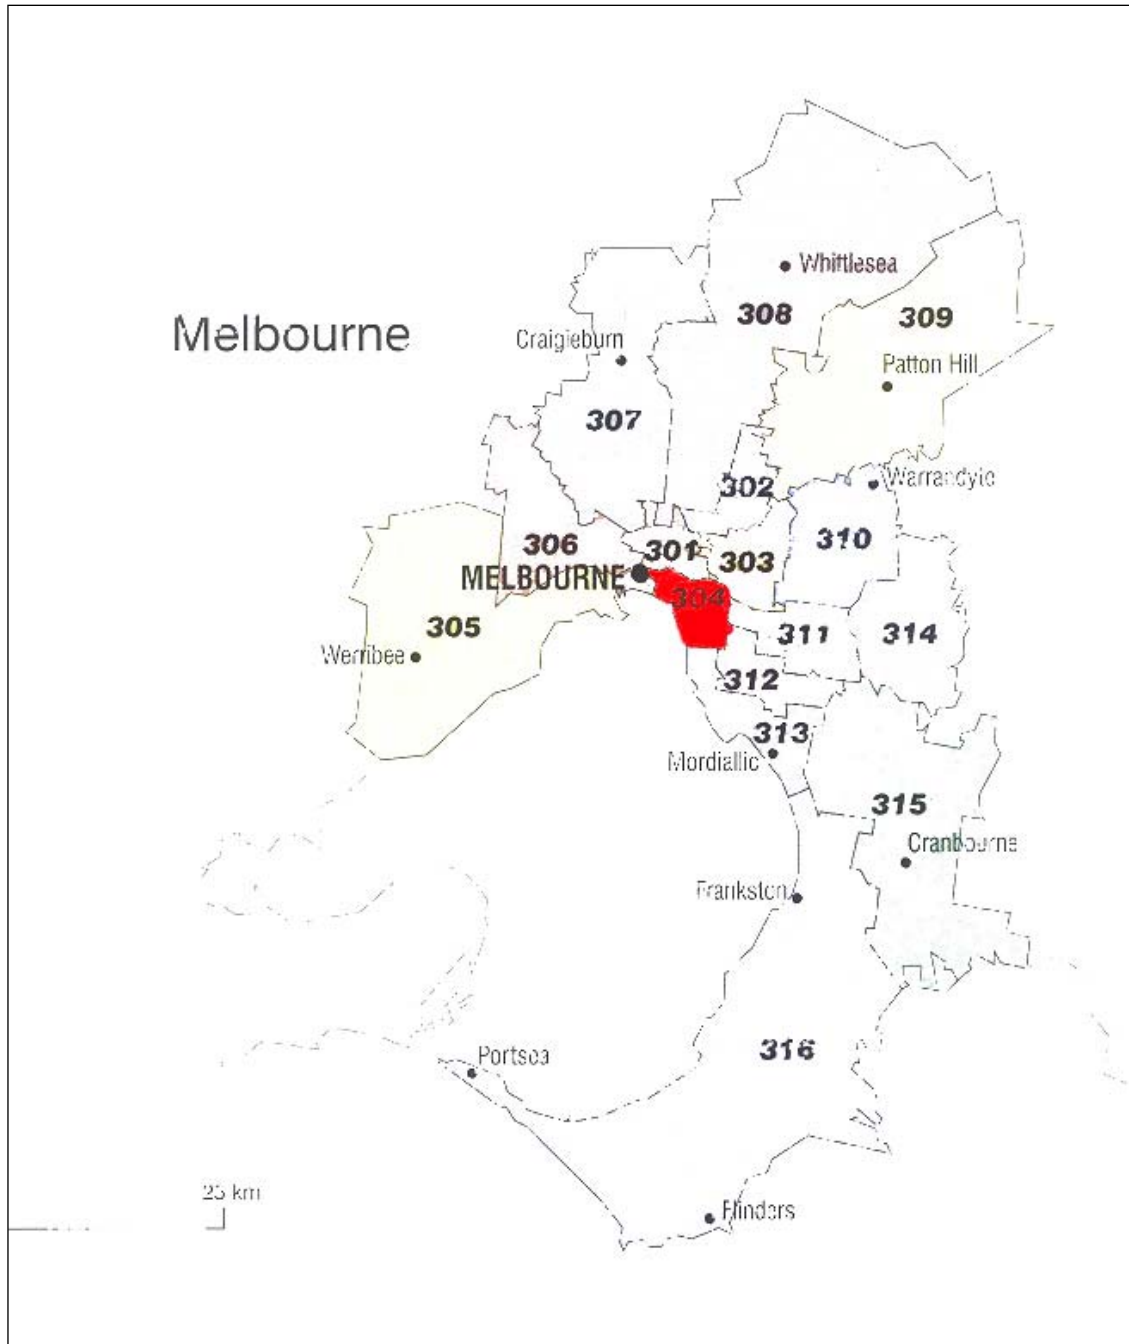 Whittlesea
308
309
Melbourne
Craigieburn
Patton Hill
307
302
Warrandyte
310
306
301
303
MELBOURNE
304
305
311
314
Werribee
312
313
Mordiallic
315
Cranbourne
Frankston
316
Portsea
25 km
Flinders